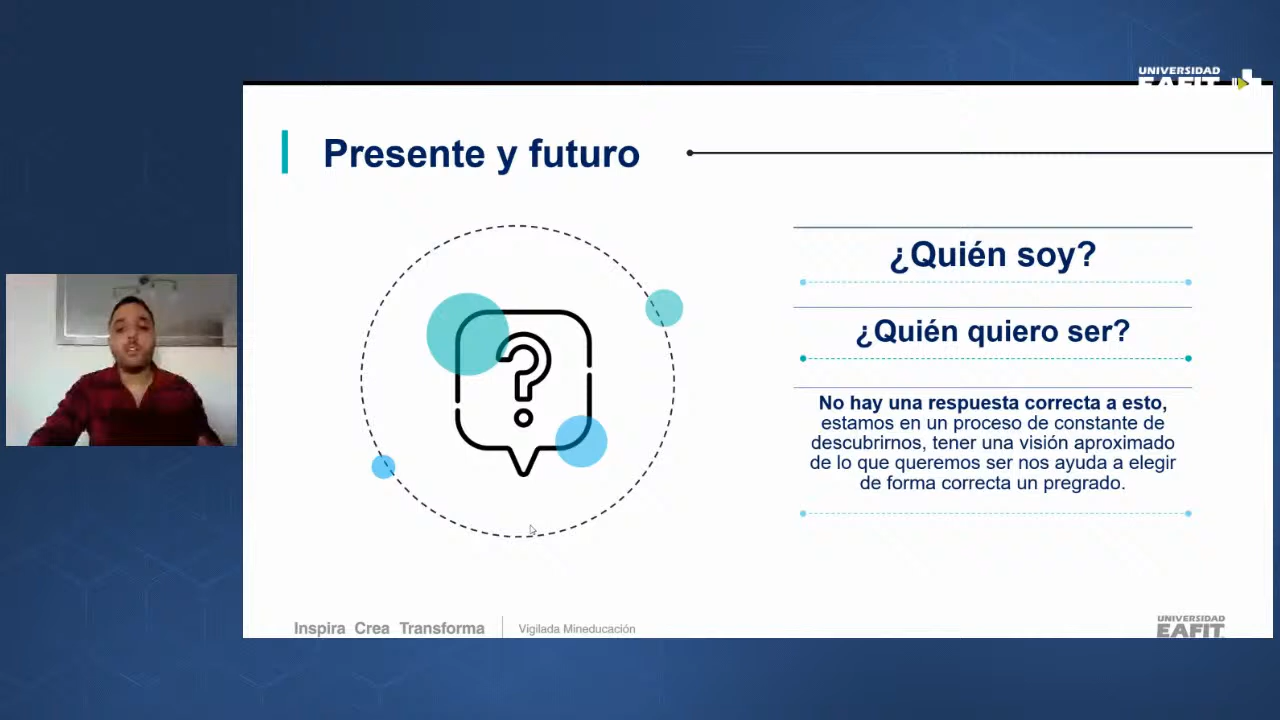 UNIVERSIDAD
EAFIT
Presente y futuro
?
¿Quién soy?
¿Quién quiero ser?
No hay una respuesta correcta a esto,
estamos en un proceso de constante de
descubrirnos, tener una visión aproximado
de lo que queremos ser nos ayuda a elegir
de forma correcta un pregrado.
Inspira Crea Transforma
Vigilada Mineducación
UNIVERSIDAD
EAFIT